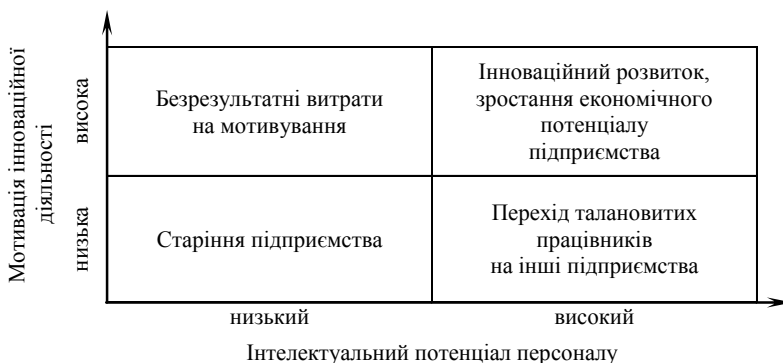 Мотивація інноваційної
діяльності
висока
низька
Безрезультатні витрати
на мотивування
Інноваційний розвиток,
зростання економічного
потенціалу
підприємства
Старіння підприємства
Перехід талановитих
працівників
на інші підприємства
низький
високий
Інтелектуальний потенціал персоналу